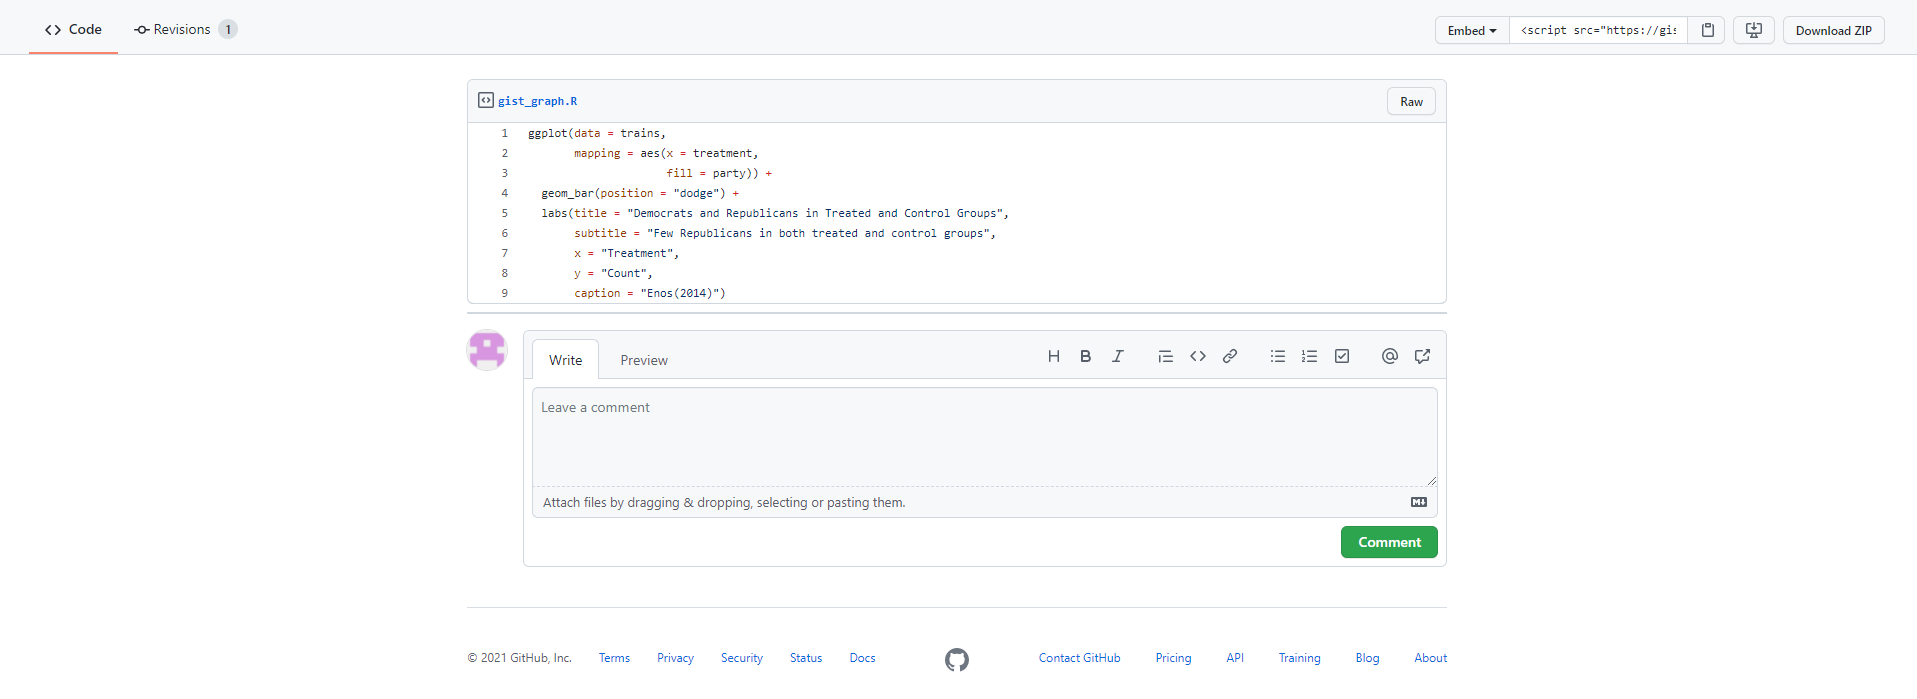 Code Revisions 1 Embed <script src="https://gis Download ZIP
gist_graph.R Raw
1 ggplot(data = trains,
2 mapping = aes(x = treatment,
3 fill = party)) +
4 geom_bar(position = "dodge") +
5 labs(title = "Democrats and Republicans in Treated and Control Groups",
6 subtitle = "Few Republicans in both treated and control groups",
7 x = "Treatment",
8 y = "Count",
9 caption = "Enos(2014)")
Write Preview
Leave a comment
Attach files by dragging & dropping, selecting or pasting them.
Comment
© 2021 GitHub, Inc. Terms Privacy Security Status Docs Contact GitHub Pricing API Training Blog About